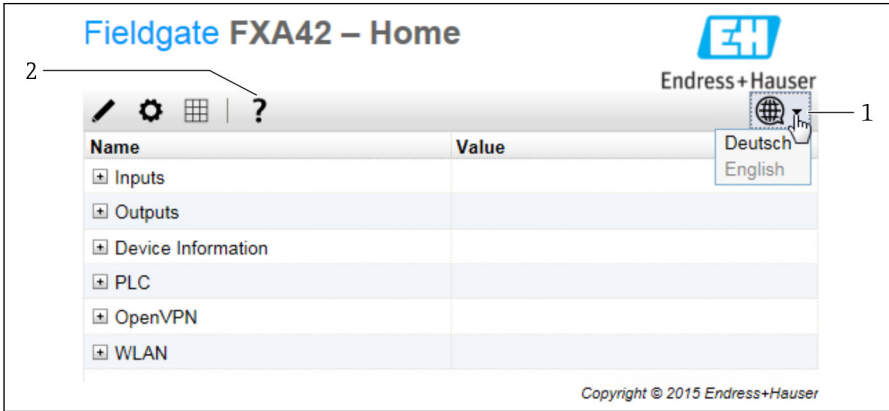 Fieldgate FXA42 – Home
EH
Endress+Hauser
2
?
1
Name Value
Deutsch
English
Inputs
Outputs
Device Information
PLC
OpenVPN
WLAN
Copyright © 2015 Endress+Hauser